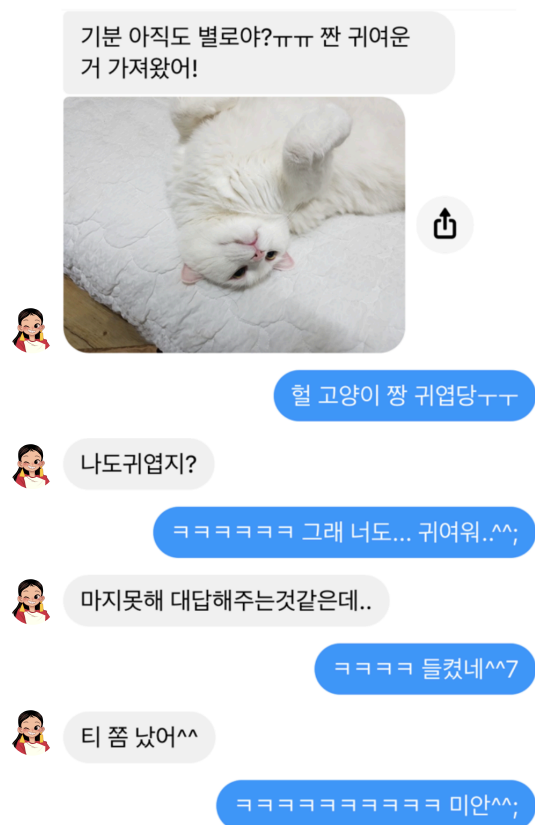 기분 아직도 별로야?ㅠㅠ 짠 귀여운
거 가져왔어!
헐 고양이 짱 귀엽당ㅜㅜ
나도귀엽지?
ㅋㅋㅋㅋㅋㅋ 그래 너도... 귀여워..^^;
마지못해 대답해주는것같은데..
ㅋㅋㅋㅋ 들켰네^^7
티 쫌 났어^^
ㅋㅋㅋㅋㅋㅋㅋㅋㅋㅋ 미안^^;